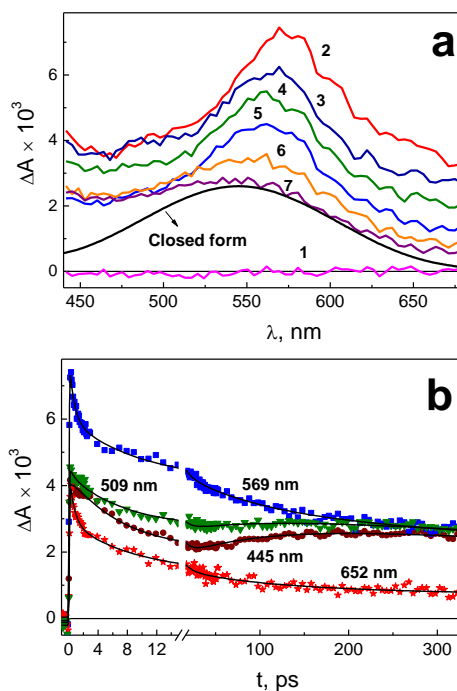 a
ΔA × 10³
8
6
4
2
0
2
3
4
5
6
7
Closed form
1
450 500 550 600 650
λ, nm
b
ΔA × 10³
6
4
2
0
509 nm
569 nm
445 nm
652 nm
0 4 8 12 100 200 300
t, ps